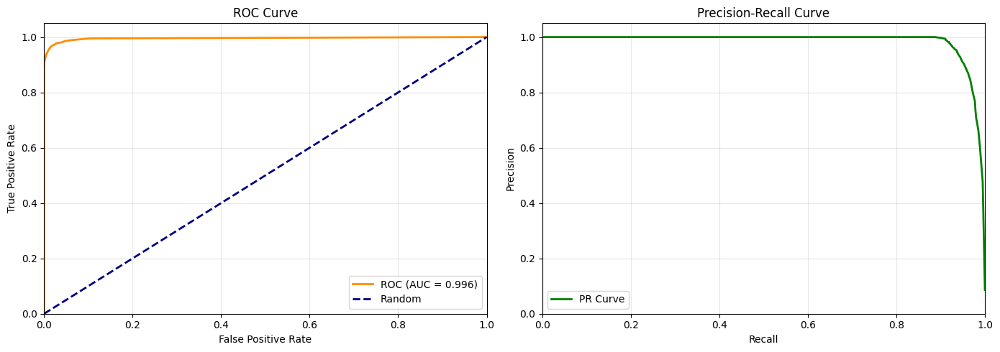 ROC Curve
1.0
0.8
0.6
0.4
0.2
0.0
True Positive Rate
0.0 0.2 0.4 0.6 0.8 1.0
False Positive Rate
ROC (AUC = 0.996)
Random
Precision-Recall Curve
1.0
0.8
0.6
0.4
0.2
0.0
Precision
0.0 0.2 0.4 0.6 0.8 1.0
Recall
PR Curve